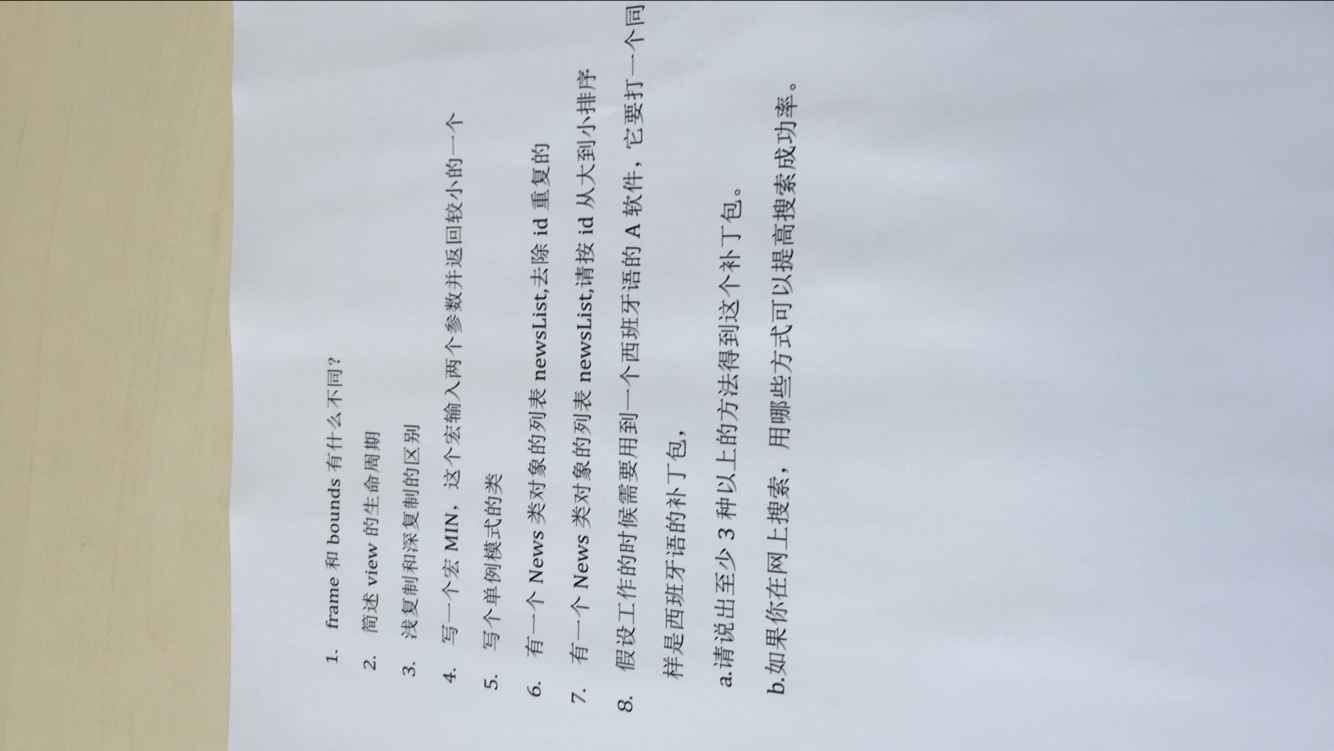 1. frame 和 bounds 有什么不同？
2. 简述 view 的生命周期
3. 浅复制和深复制的区别
4. 写一个宏 MIN，这个宏输入两个参数并返回较小的一个
5. 写个单例模式的类
6. 有一个 News 类对象的列表 newsList,去除 id 重复的
7. 有一个 News 类对象的列表 newsList,请按 id 从大到小排序
8. 假设工作的时候需要用到一个西班牙语的 A 软件，它要打一个同
样是西班牙语的补丁包，
a.请说出至少 3 种以上的方法得到这个补丁包。
b.如果你在网上搜索，用哪些方式可以提高搜索成功率。